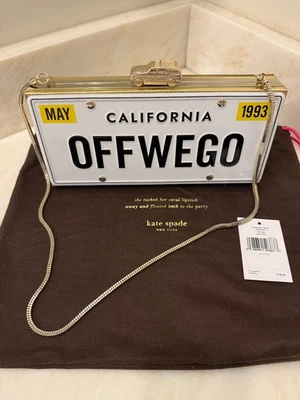 MAY 1993
CALIFORNIA
OFFWEGO
she tucked her coral lipstick
away and floated back to the party
kate spade
NEW YORK